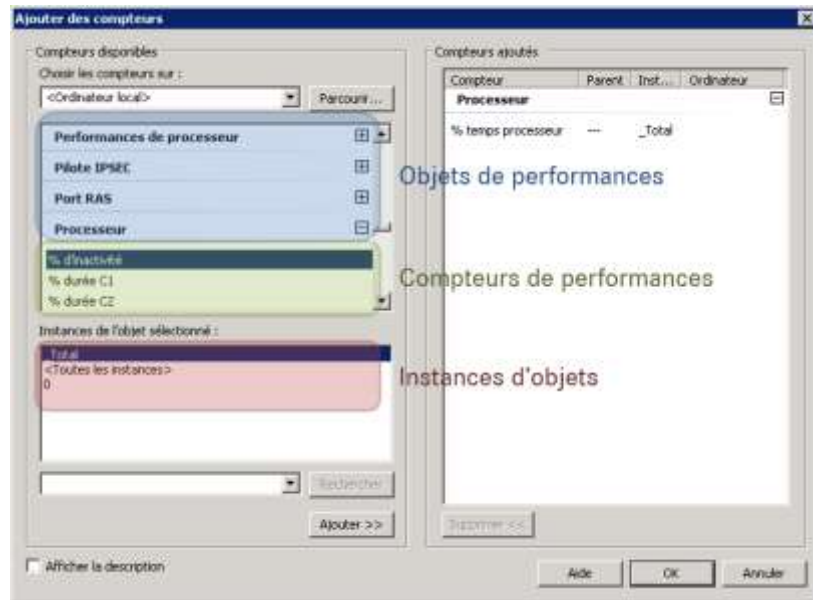 Ajouter des compteurs
Compteurs disponibles
Choisir les compteurs sur :
<Ordinateur local>
Parcourir...
Performances de processeur
Pilote IPSEC
Port RAS
Processeur
% d'inactivité
% durée C1
% durée C2
Instances de l'objet sélectionné :
_Total
<Toutes les instances>
0
Rechercher
Ajouter >>
Afficher la description
Compteurs ajoutés
Compteur Parent Inst... Ordinateur
Processeur
% temps processeur --- _Total
Objets de performances
Compteurs de performances
Instances d'objets
Supprimer <<
Aide
OK
Annuler